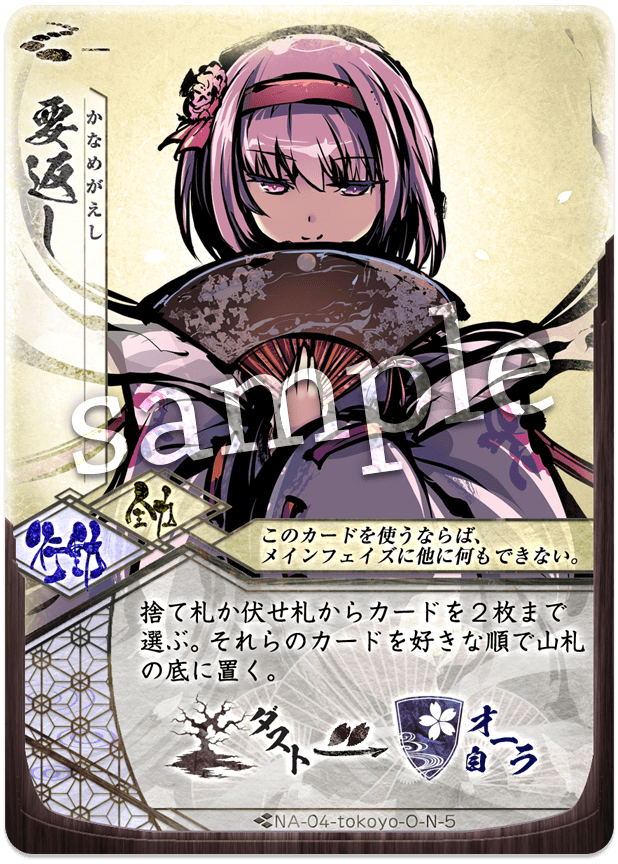 要返し
かなめがえし
sample
全力
行動
このカードを使うならば、
メインフェイズに他に何もできない。
捨て札か伏せ札からカードを２枚まで
選ぶ。それらのカードを好きな順で山札
の底に置く。
ダスト
自オーラ
NA-04-tokoyo-O-N-5